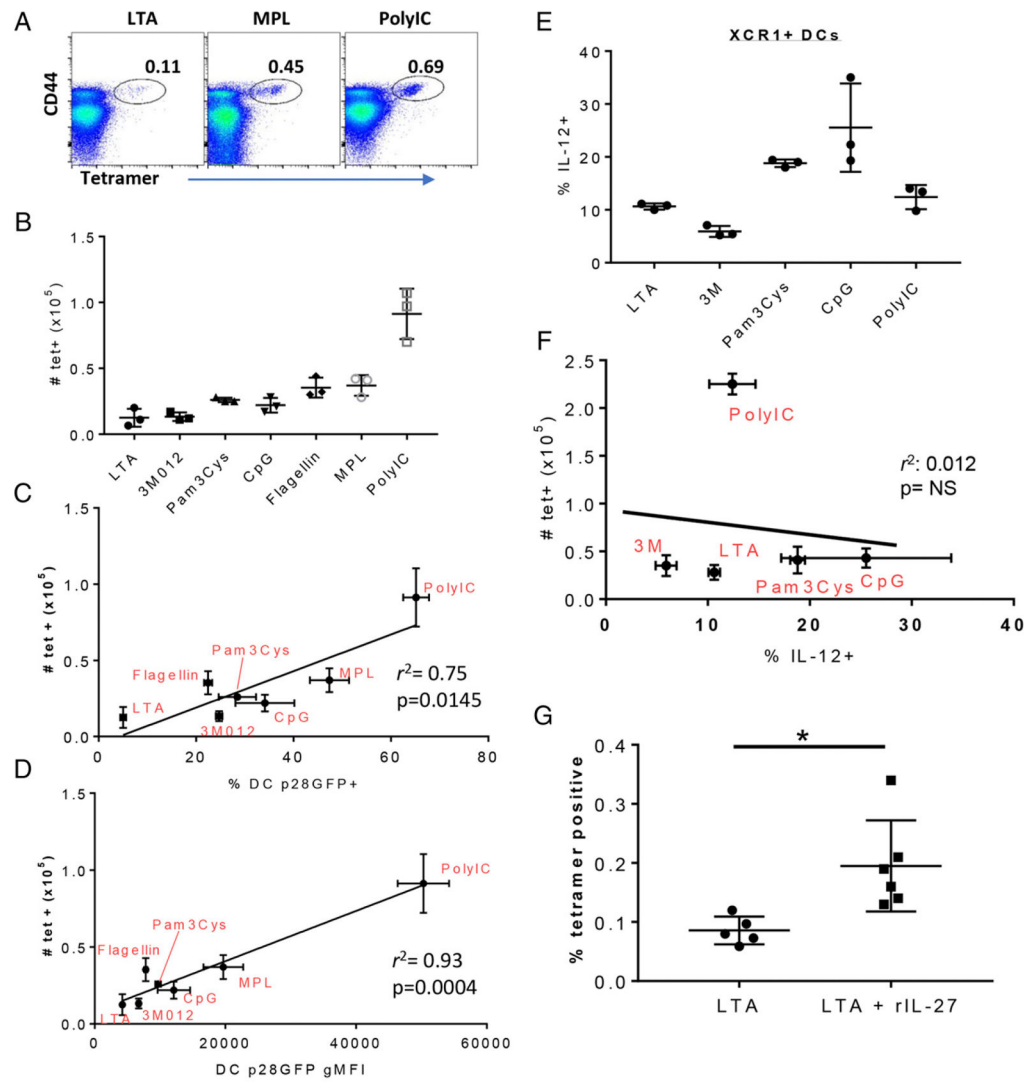 A
LTA MPL PolyIC
0.11 0.45 0.69
CD44
Tetramer
B
# tet+ (x10⁵)
1.5
1.0
0.5
0.0
LTA 3M012 Pam3Cys CpG Flagellin MPL PolyIC
C
# tet + (x10⁵)
1.5
1.0
0.5
0.0
PolyIC
Pam3Cys
Flagellin
MPL
LTA
CpG
3M012
r²= 0.75
p=0.0145
0 20 40 60 80
% DC p28GFP+
D
# tet + (x10⁵)
1.5
1.0
0.5
0.0
PolyIC
Pam3Cys
Flagellin
MPL
CpG
LTA 3M012
r²= 0.93
p=0.0004
0 20000 40000 60000
DC p28GFP gMFI
E
XCR1+ DCs
% IL-12+
40
30
20
10
0
LTA 3M Pam3Cys CpG PolyIC
F
# tet+ (x10⁵)
2.5
2.0
1.5
1.0
0.5
0.0
PolyIC
r²: 0.012
p= NS
3M LTA
Pam3Cys CpG
0 10 20 30 40
% IL-12+
G
% tetramer positive
0.4
0.3
0.2
0.1
0.0
*
LTA LTA + rIL-27